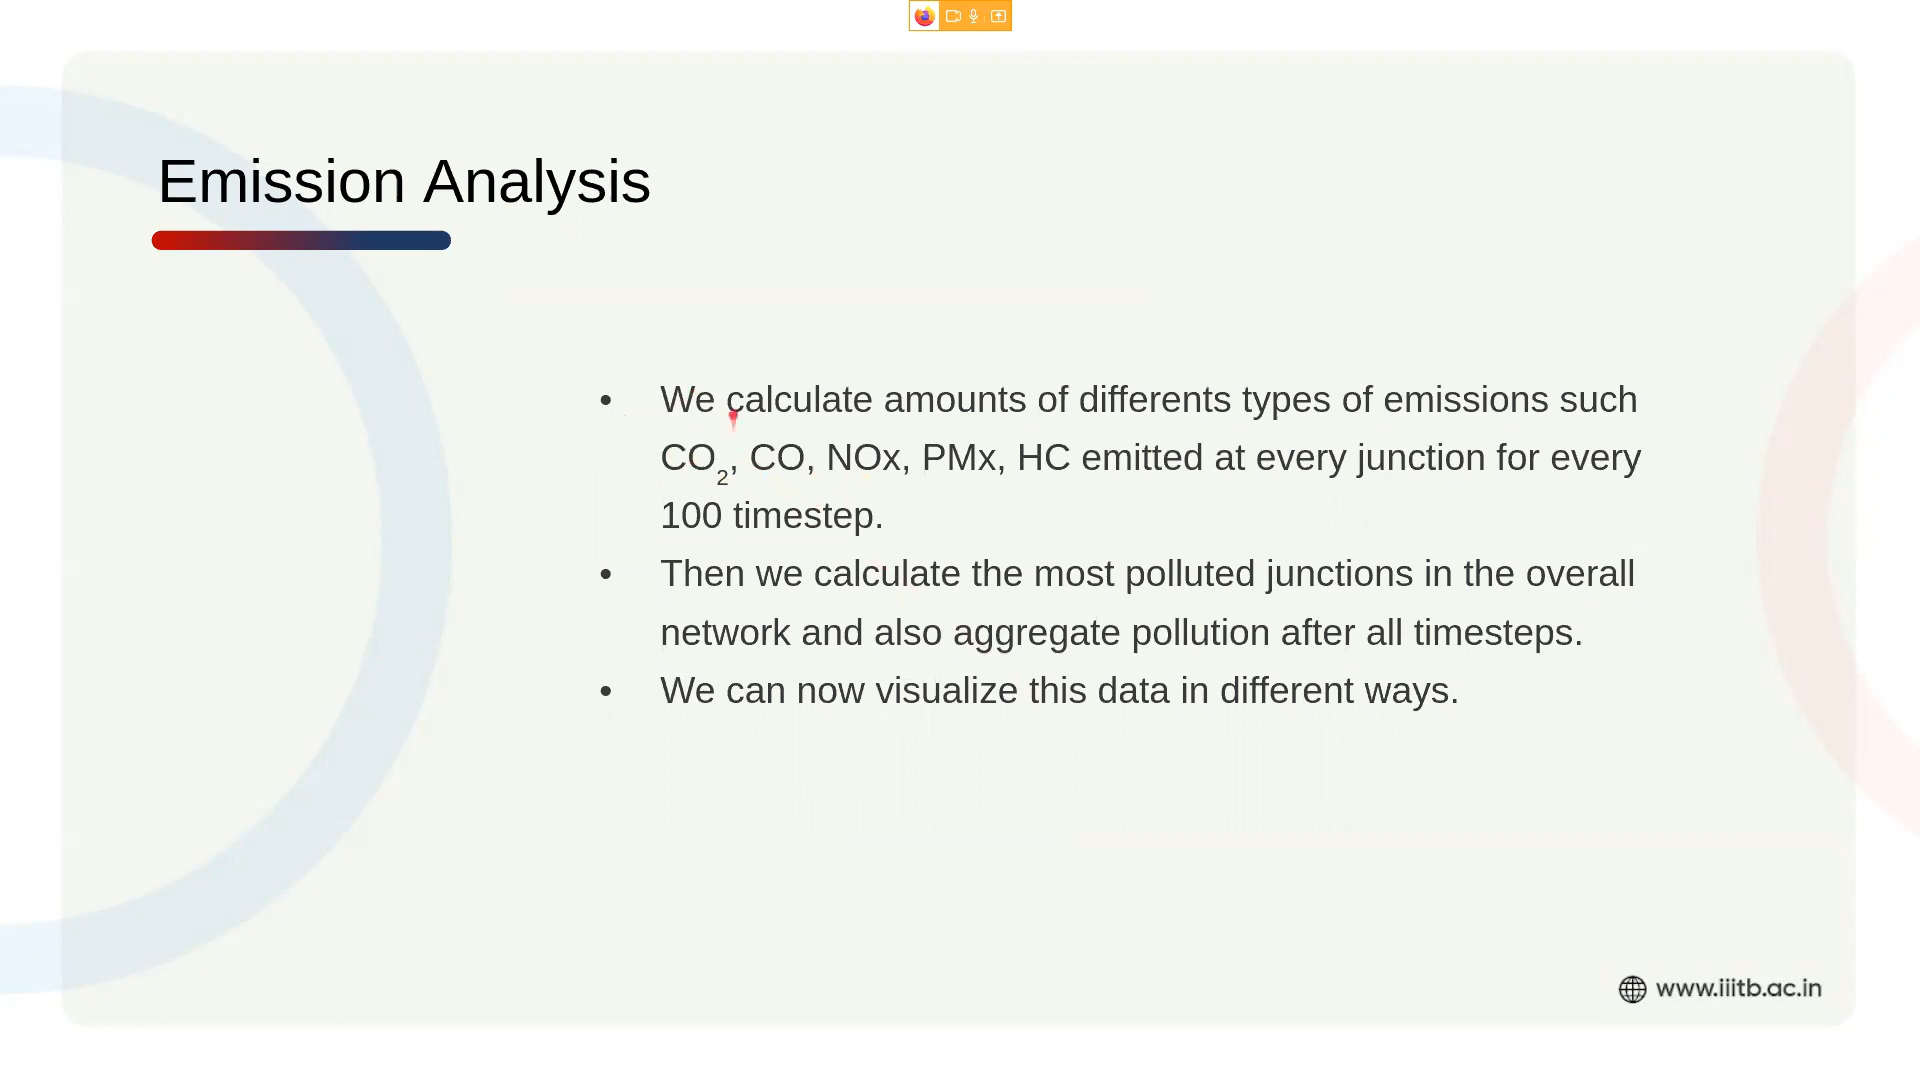 Emission Analysis
• We calculate amounts of differents types of emissions such
CO₂, CO, NOx, PMx, HC emitted at every junction for every
100 timestep.
• Then we calculate the most polluted junctions in the overall
network and also aggregate pollution after all timesteps.
• We can now visualize this data in different ways.
www.iiitb.ac.in